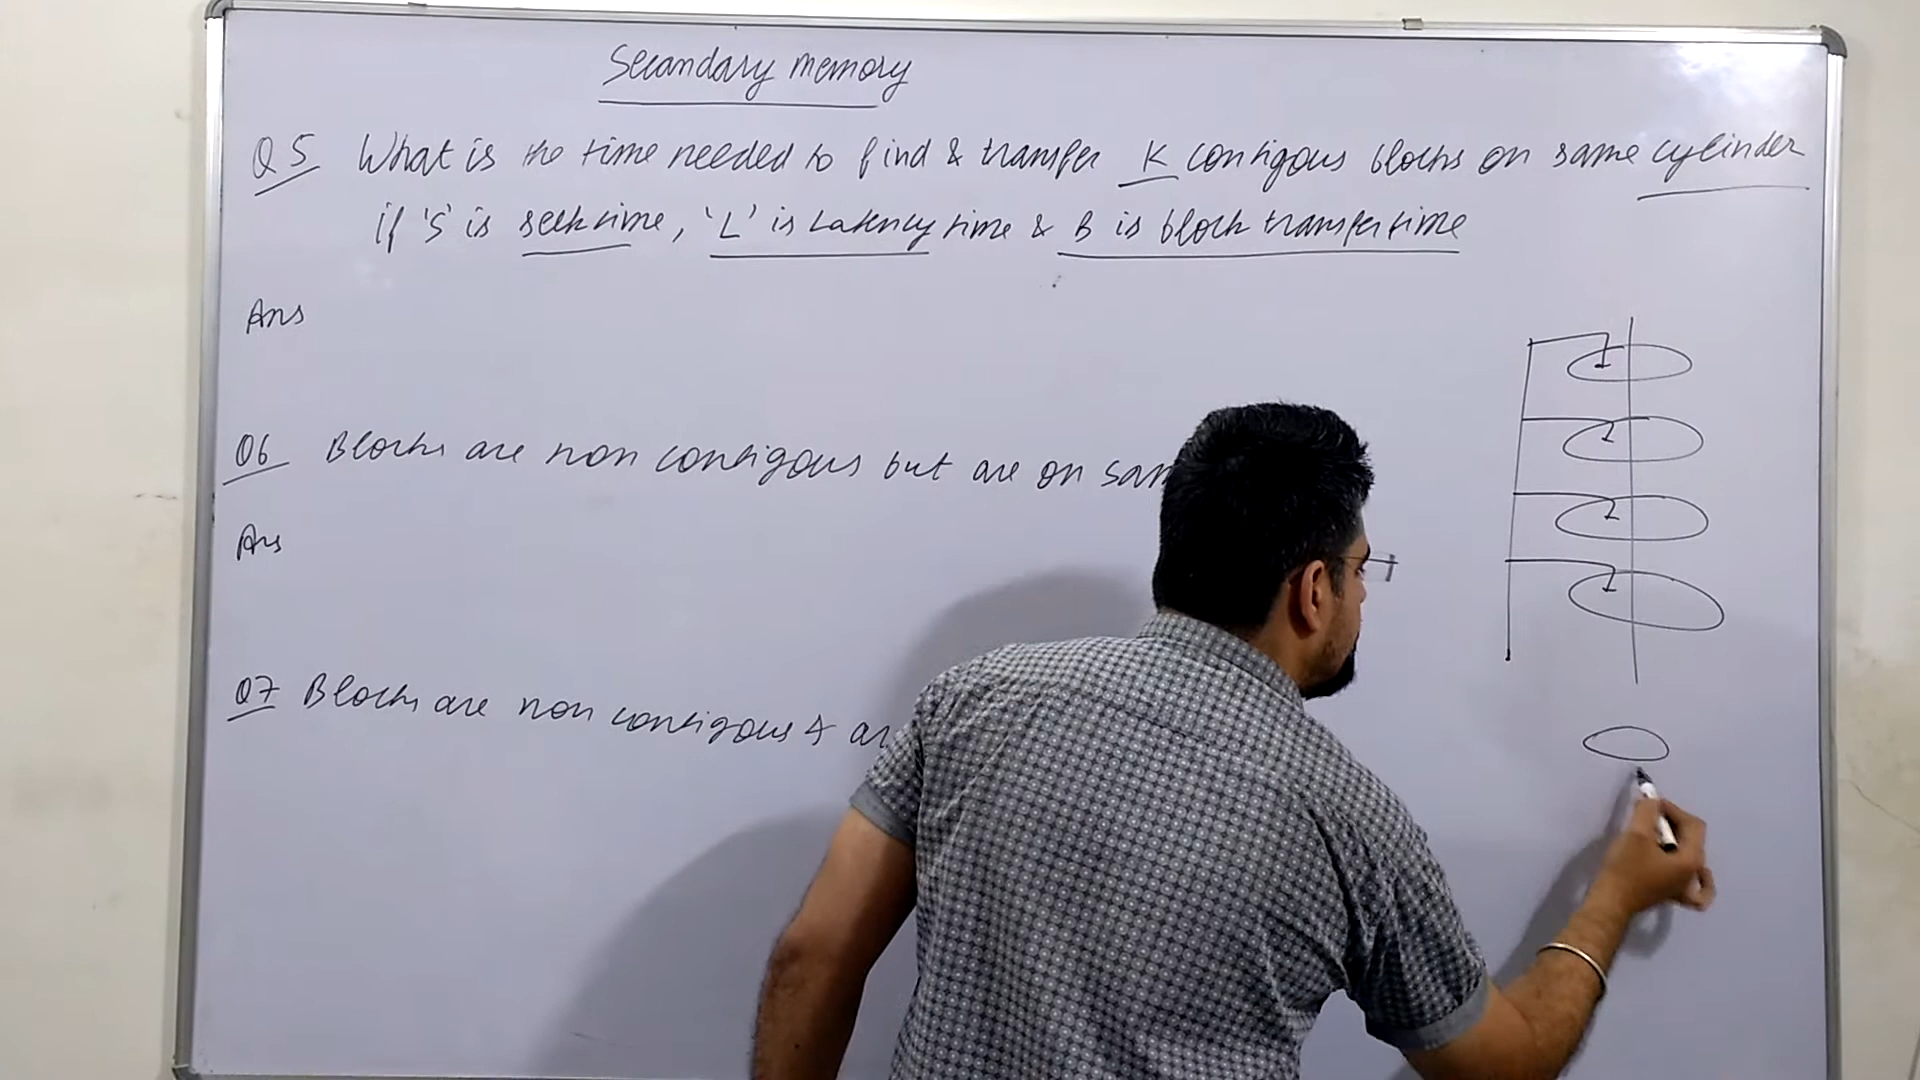 Secondary memory
Q5 What is the time needed to find & transfer K contigous blocks on same cylinder
if 'S' is seek time, 'L' is Latency time & B is block transfer time
Ans
Q6 Blocks are non contigous but are on
Ans
Q7 Blocks are non contigous &